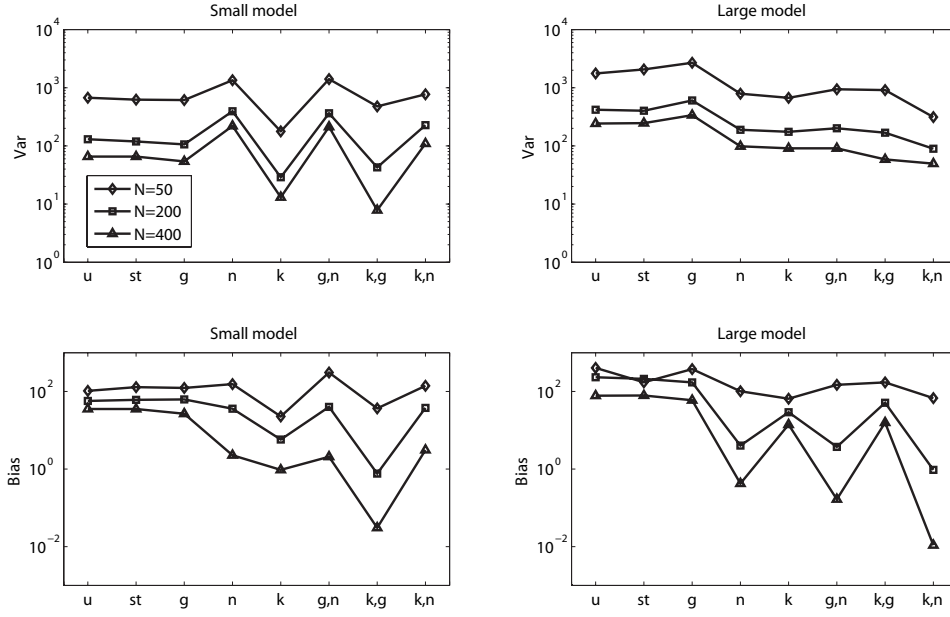 Small model
Var
10^4
10^3
10^2
10^1
10^0
N=50
N=200
N=400
u st g n k g,n k,g k,n
Large model
Var
10^4
10^3
10^2
10^1
10^0
u st g n k g,n k,g k,n
Small model
Bias
10^2
10^0
10^−2
u st g n k g,n k,g k,n
Large model
Bias
10^2
10^0
10^−2
u st g n k g,n k,g k,n